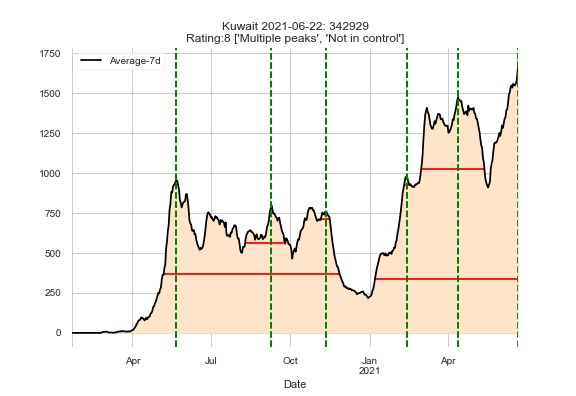 Kuwait 2021-06-22: 342929
Rating:8 ['Multiple peaks', 'Not in control']
1750
1500
1250
1000
750
500
250
0
Average-7d
Apr
Jul
Oct
Jan
2021
Apr
Date